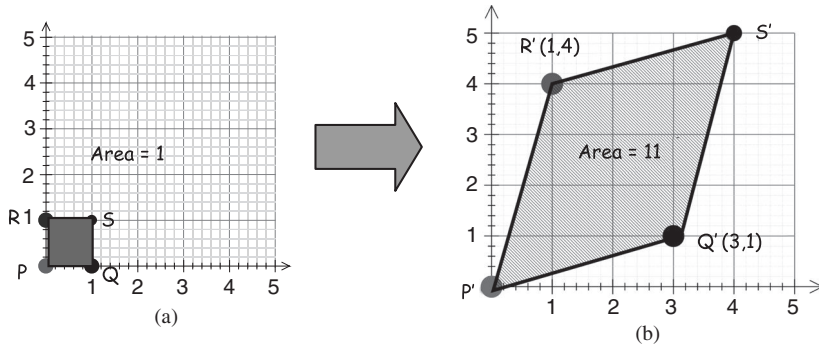 5
4
3
2
Area = 1
R 1
S
P
Q
1 2 3 4 5
(a)
5
4
3
2
1
R′ (1,4)
S′
Area = 11
Q′ (3,1)
P′
1 2 3 4 5
(b)